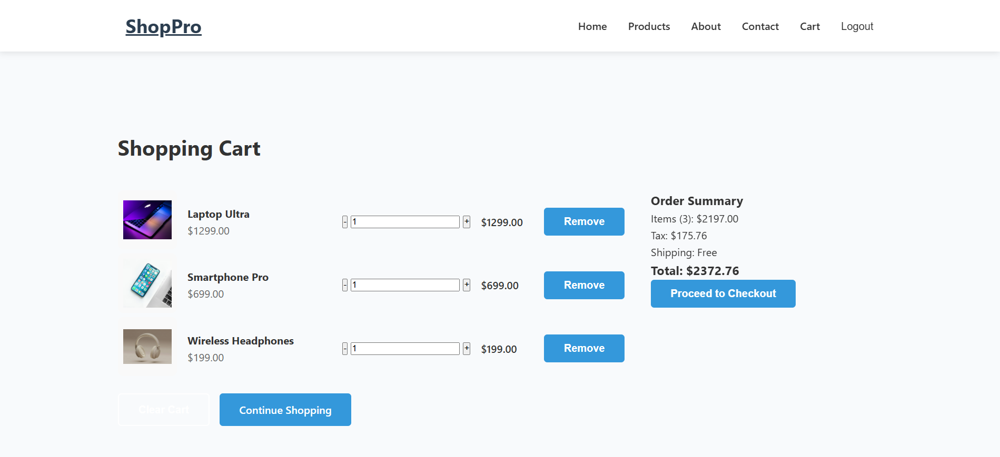 ShopPro
Home Products About Contact Cart Logout
Shopping Cart
Laptop Ultra
$1299.00
- 1 + $1299.00 Remove
Smartphone Pro
$699.00
- 1 + $699.00 Remove
Wireless Headphones
$199.00
- 1 + $199.00 Remove
Clear Cart Continue Shopping
Order Summary
Items (3): $2197.00
Tax: $175.76
Shipping: Free
Total: $2372.76
Proceed to Checkout